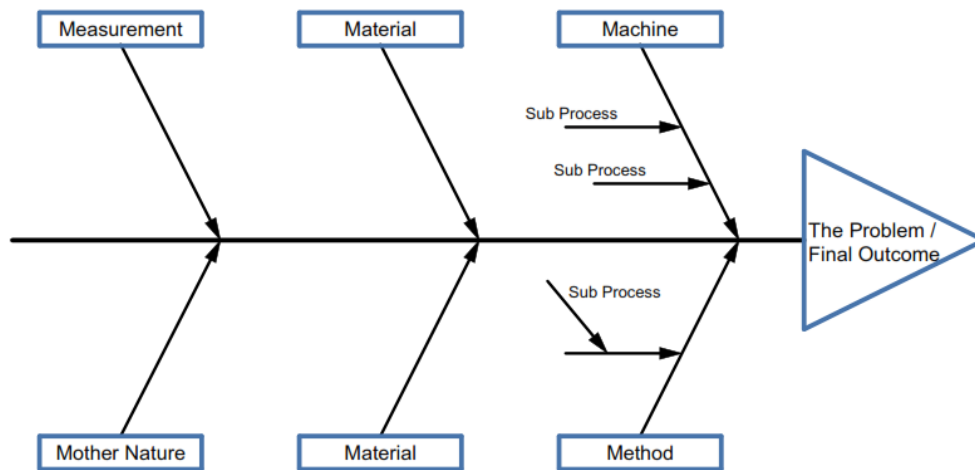 Measurement
Material
Machine
Sub Process
Sub Process
The Problem /
Final Outcome
Sub Process
Mother Nature
Material
Method